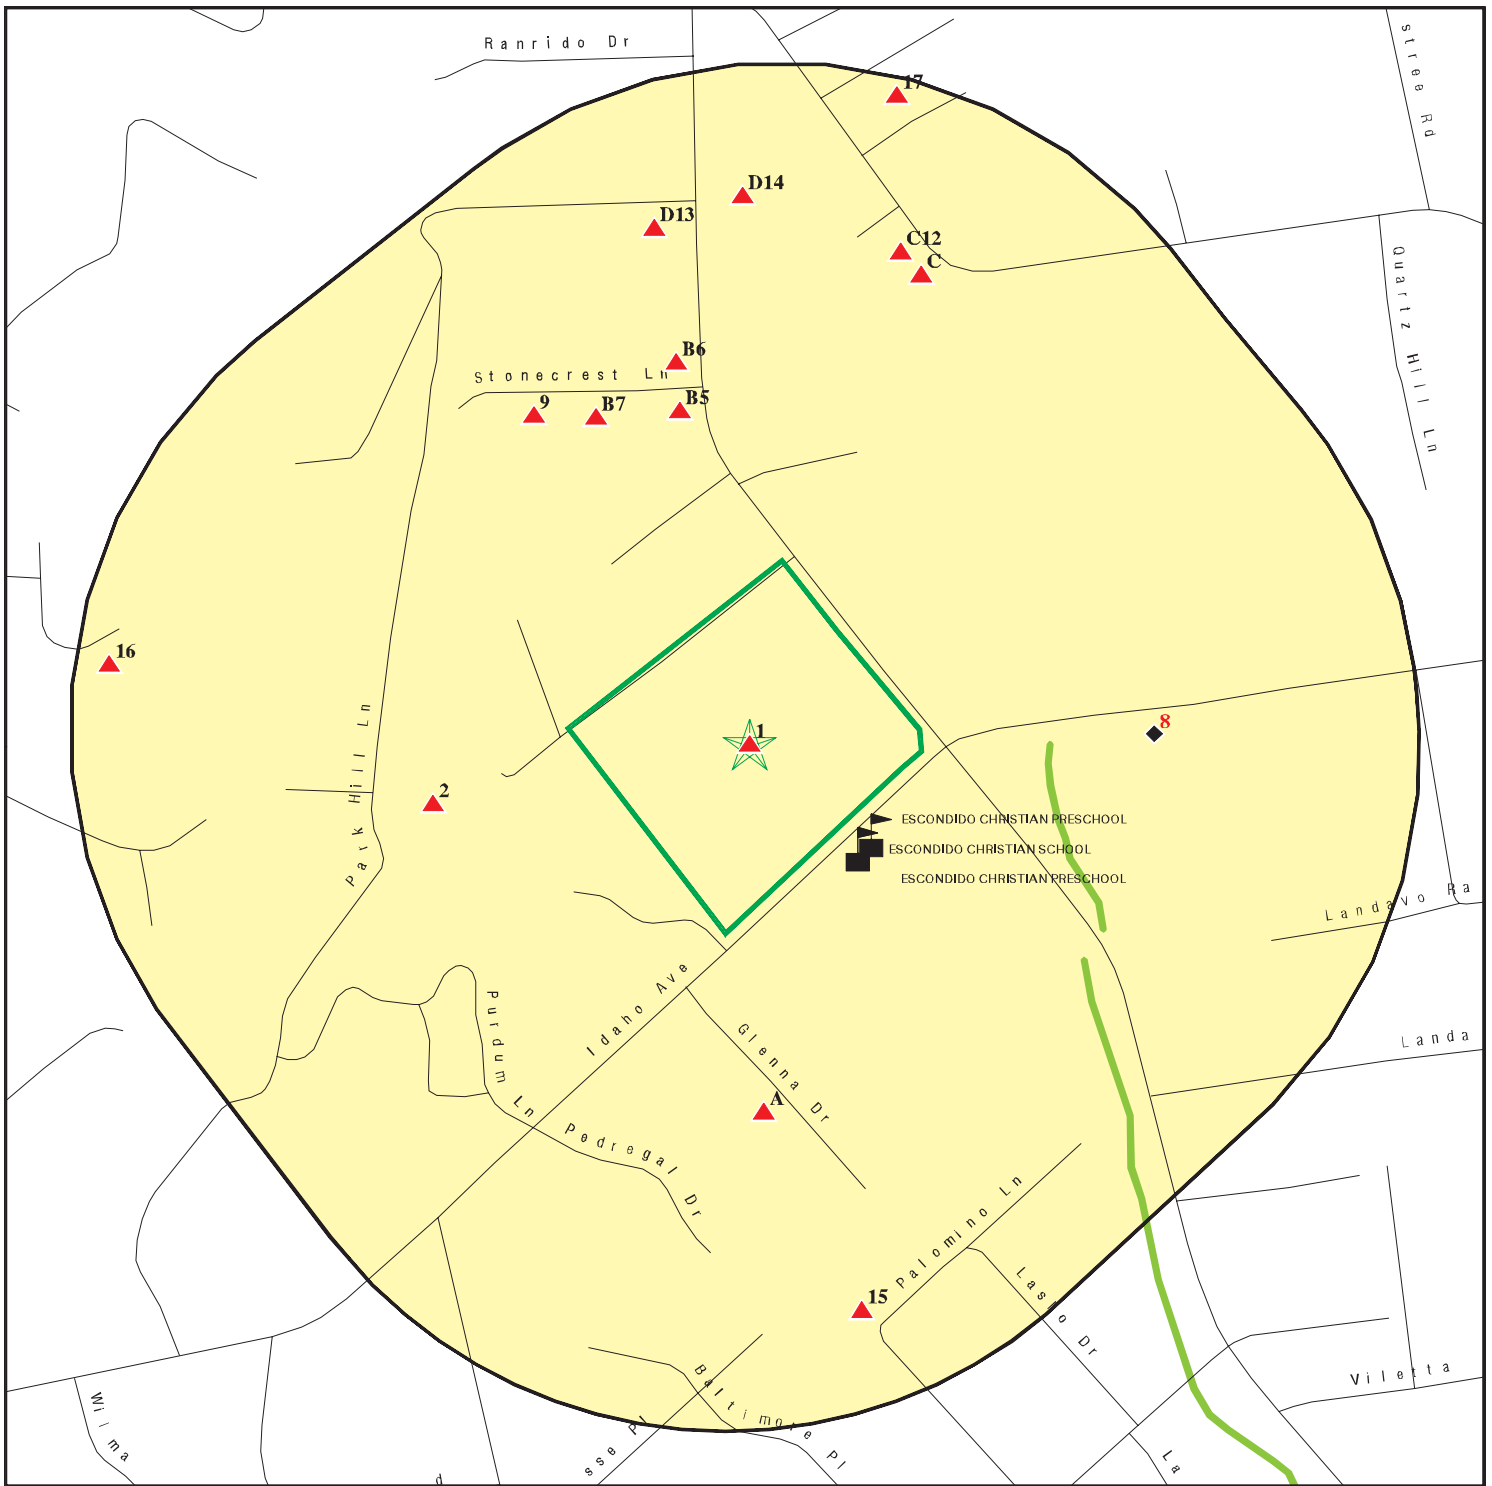 Ranrido Dr
stree Rd
17
D14
D13
C12
C
Quartz Hill Ln
B6
Stonecrest Ln
9
B7
B5
16
Park Hill Ln
1
8
2
ESCONDIDO CHRISTIAN PRESCHOOL
ESCONDIDO CHRISTIAN SCHOOL
ESCONDIDO CHRISTIAN PRESCHOOL
Landavo Ra
Idaho Ave
Purdum Ln
Glenna Dr
Landa
A
Pedregal Dr
Palomino Ln
15
Lasso Dr
Baltimore Pl
Viletta
Wilma
sse Pl
La
d